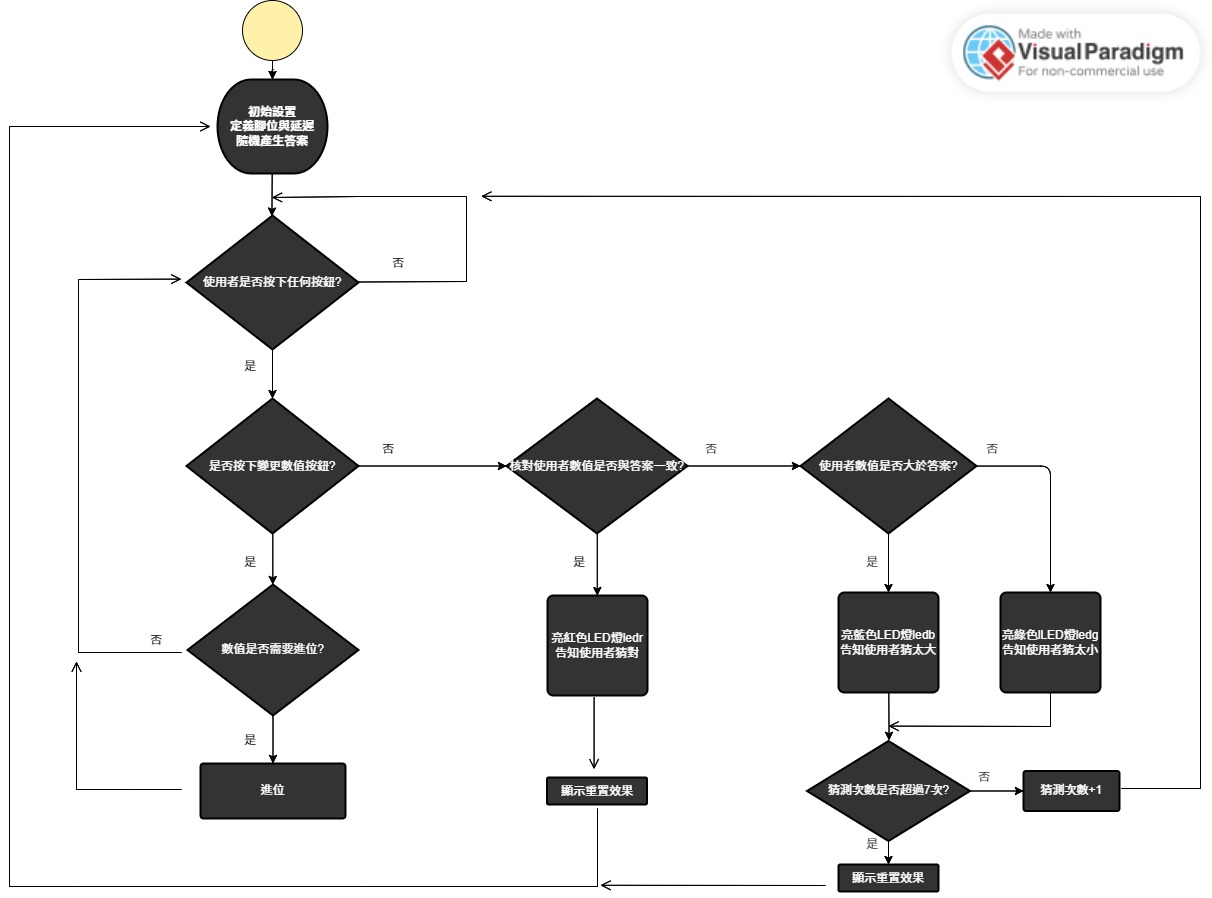 Made with
Visual Paradigm
For non-commercial use
初始設置
定義腳位與延遲
隨機產生答案
使用者是否按下任何按鈕?
否
是
是否按下變更數值按鈕?
否
核對使用者數值是否與答案一致?
否
使用者數值是否大於答案?
否
是
是
是
數值是否需要進位?
否
亮紅色LED燈ledr
告知使用者猜對
亮藍色LED燈ledb
告知使用者猜太大
亮綠色lLED燈ledg
告知使用者猜太小
是
進位
顯示重置效果
猜測次數是否超過7次?
否
猜測次數+1
是
顯示重置效果